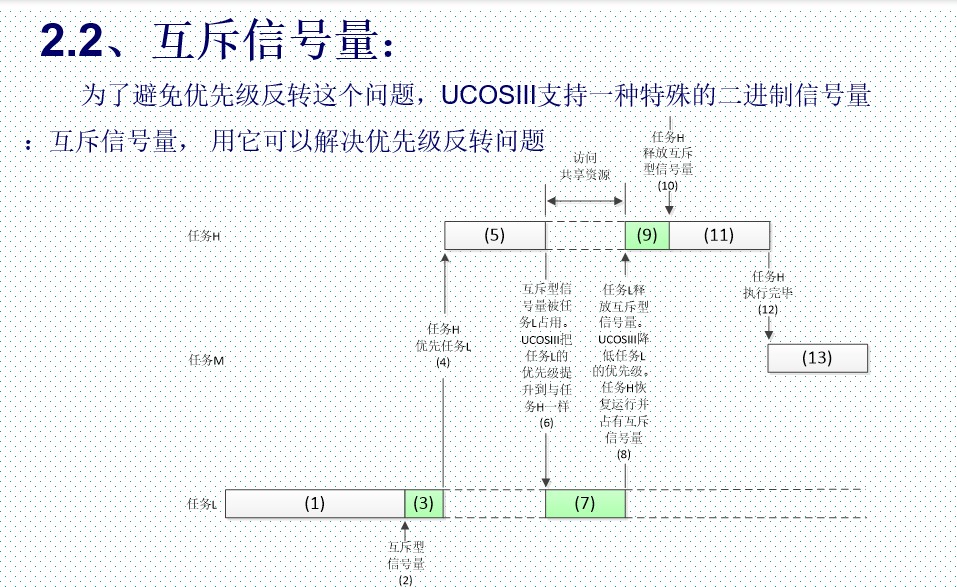 2.2、互斥信号量：
为了避免优先级反转这个问题，UCOSIII支持一种特殊的二进制信号量
：互斥信号量， 用它可以解决优先级反转问题
访问
共享资源
任务H
释放互斥
型信号量
(10)
任务H
(5)
(9)
(11)
任务H
优先任务L
(4)
互斥型信
号量被任
务L占用。
UCOSIII把
任务L的
优先级提
升到与任
务H一样
(6)
任务L释
放互斥型
信号量。
UCOSIII降
低任务L
的优先级。
任务H恢
复运行并
占有互斥
信号量
(8)
任务H
执行完毕
(12)
任务M
(13)
任务L
(1)
(3)
(7)
互斥型
信号量
(2)